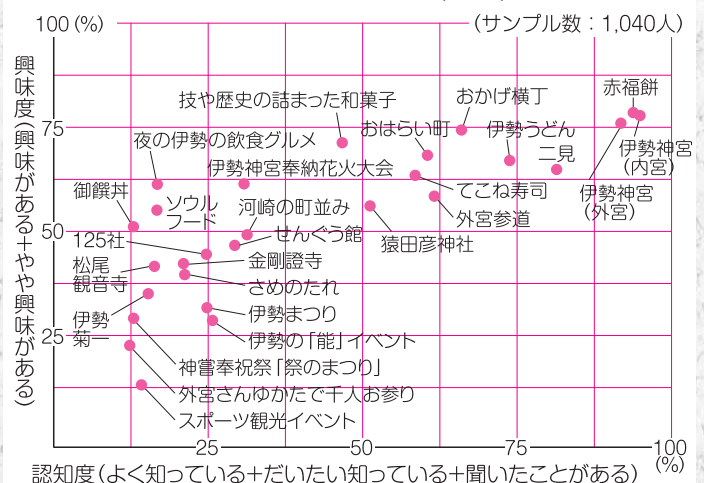 100(%)
(サンプル数:1,040人)
興味度(興味がある+やや興味がある)
75
50
25
赤福餅
技や歴史の詰まった和菓子
おかげ横丁
おはらい町
伊勢うどん
二見
伊勢神宮
(内宮)
伊勢神宮
(外宮)
夜の伊勢の飲食グルメ
伊勢神宮奉納花火大会
てこね寿司
外宮参道
猿田彦神社
御饌丼
ソウル
フード
河崎の町並み
せんぐう館
125社
金剛證寺
松尾
観音寺
さめのたれ
伊勢まつり
伊勢
菊一
伊勢の「能」イベント
神嘗奉祝祭「祭のまつり」
外宮さんゆかたで千人お参り
スポーツ観光イベント
25
50
75
100
(%)
認知度(よく知っている+だいたい知っている+聞いたことがある)